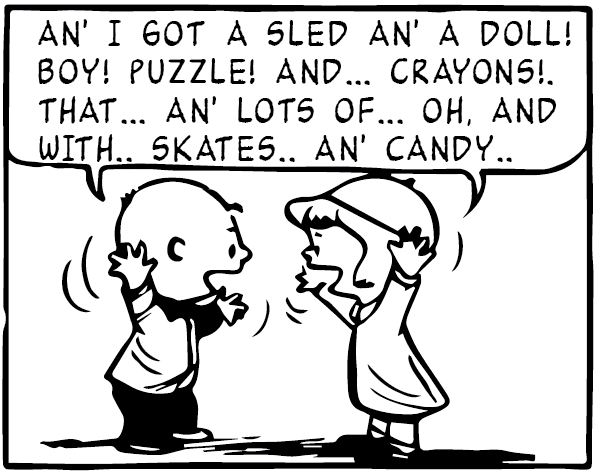 AN' I GOT A SLED AN' A DOLL!
BOY! PUZZLE! AND... CRAYONS!.
THAT... AN' LOTS OF... OH, AND
WITH.. SKATES.. AN' CANDY..